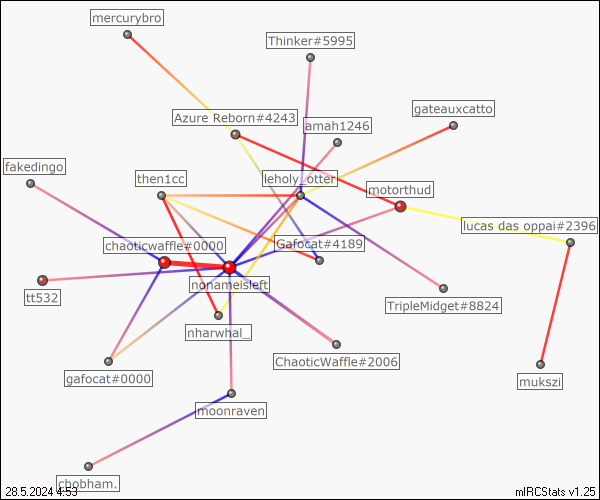 mercurybro
Thinker#5995
gateauxcatto
Azure Reborn#4243
amah1246
fakedingo
then1cc
leholy_otter
motorthud
lucas das oppai#2396
chaoticwaffle#0000
Gafocat#4189
nonameisleft
tt532
TripleMidget#8824
nharwhal_
ChaoticWaffle#2006
gafocat#0000
mukszi
moonraven
chobham.
28.5.2024 4:53
mIRCStats v1.25